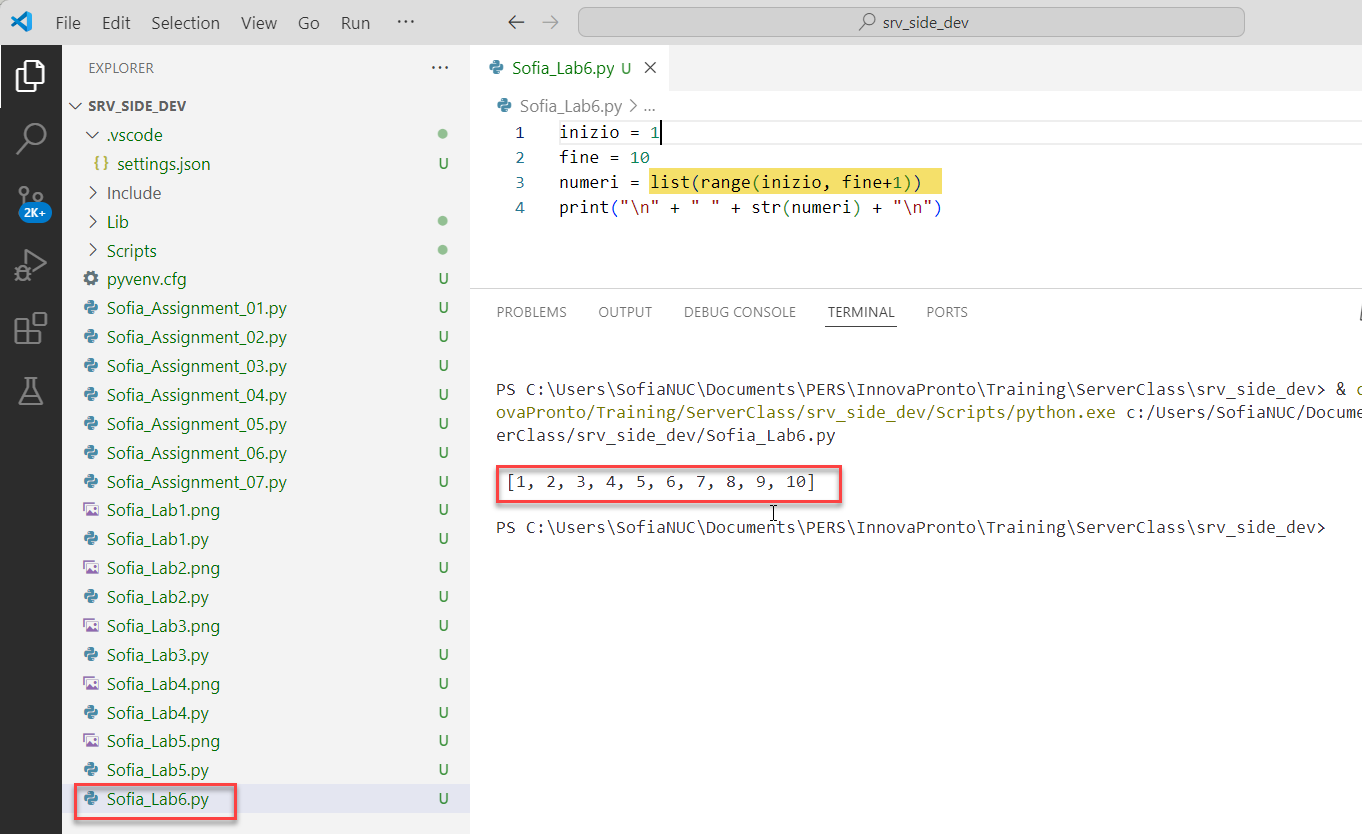 File Edit Selection View Go Run ···
srv_side_dev
EXPLORER ···
SRV_SIDE_DEV
.vscode
{} settings.json U
Include
Lib
Scripts
pyvenv.cfg U
Sofia_Assignment_01.py U
Sofia_Assignment_02.py U
Sofia_Assignment_03.py U
Sofia_Assignment_04.py U
Sofia_Assignment_05.py U
Sofia_Assignment_06.py U
Sofia_Assignment_07.py U
Sofia_Lab1.png U
Sofia_Lab1.py U
Sofia_Lab2.png U
Sofia_Lab2.py U
Sofia_Lab3.png U
Sofia_Lab3.py U
Sofia_Lab4.png U
Sofia_Lab4.py U
Sofia_Lab5.png U
Sofia_Lab5.py U
Sofia_Lab6.py U
2K+
Sofia_Lab6.py U
Sofia_Lab6.py > ...
1 inizio = 1
2 fine = 10
3 numeri = list(range(inizio, fine+1))
4 print("\n" + " " + str(numeri) + "\n")
PROBLEMS OUTPUT DEBUG CONSOLE TERMINAL PORTS
PS C:\Users\SofiaNUC\Documents\PERS\InnovaPronto\Training\ServerClass\srv_side_dev> &
ovaPronto/Training/ServerClass/srv_side_dev/Scripts/python.exe c:/Users/SofiaNUC/Docume
erClass/srv_side_dev/Sofia_Lab6.py
[1, 2, 3, 4, 5, 6, 7, 8, 9, 10]
PS C:\Users\SofiaNUC\Documents\PERS\InnovaPronto\Training\ServerClass\srv_side_dev>